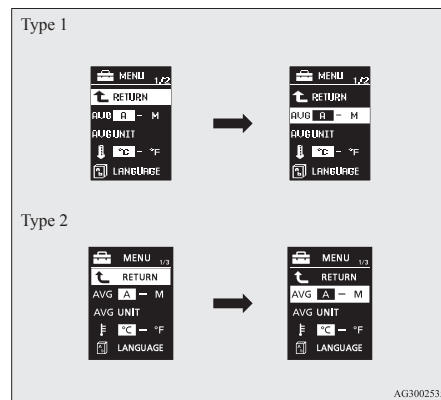 Type 1
MENU 1/2
RETURN
AVG A - M
AVG UNIT
°C - °F
LANGUAGE
MENU 1/2
RETURN
AVG A - M
AVG UNIT
°C - °F
LANGUAGE
Type 2
MENU 1/3
RETURN
AVG A — M
AVG UNIT
°C — °F
LANGUAGE
MENU 1/3
RETURN
AVG A — M
AVG UNIT
°C — °F
LANGUAGE